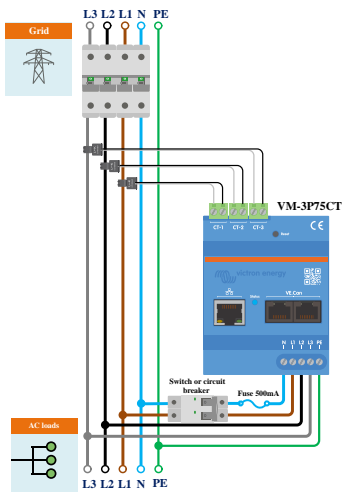 L3 L2 L1 N PE
Grid
VM-3P75CT
CT-1 CT-2 CT-3
Reset
CE
victron energy
Status
VE.Can
N L1 L2 L3 PE
Switch or circuit
breaker
Fuse 500mA
AC loads
L3 L2 L1 N PE